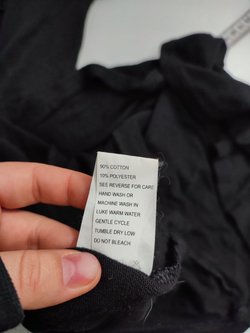 90% COTTON
10% POLYESTER
SEE REVERSE FOR CARE
HAND WASH OR
MACHINE WASH IN
LUKE WARM WATER
GENTLE CYCLE
TUMBLE DRY LOW
DO NOT BLEACH